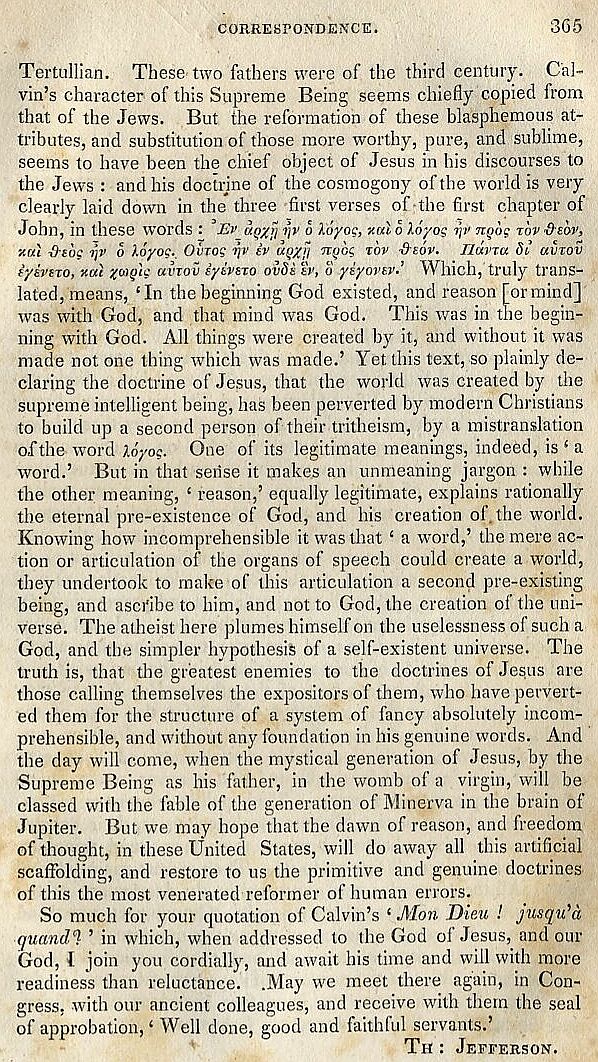 CORRESPONDENCE. 365
Tertullian. These two fathers were of the third century. Cal-
vin's character of this Supreme Being seems chiefly copied from
that of the Jews. But the reformation of these blasphemous at-
tributes, and substitution of those more worthy, pure, and sublime,
seems to have been the chief object of Jesus in his discourses to
the Jews : and his doctrine of the cosmogony of the world is very
clearly laid down in the three first verses of the first chapter of
John, in these words : ‘Εν ἀρχῇ ἦν ὁ λόγος, καὶ ὁ λόγος ἦν πρὸς τὸν Θεὸν,
καὶ Θεὸς ἦν ὁ λόγος. Οὗτος ἦν ἐν ἀρχῇ πρὸς τὸν Θεόν. Πάντα δι' αὐτοῦ
ἐγένετο, καὶ χωρὶς αὐτοῦ ἐγένετο οὐδὲ ἕν, ὃ γέγονεν.’ Which, truly trans-
lated, means, ‘In the beginning God existed, and reason [or mind]
was with God, and that mind was God. This was in the begin-
ning with God. All things were created by it, and without it was
made not one thing which was made.’ Yet this text, so plainly de-
claring the doctrine of Jesus, that the world was created by the
supreme intelligent being, has been perverted by modern Christians
to build up a second person of their tritheism, by a mistranslation
of the word λόγος. One of its legitimate meanings, indeed, is ‘ a
word.’ But in that sense it makes an unmeaning jargon : while
the other meaning, ‘ reason,’ equally legitimate, explains rationally
the eternal pre-existence of God, and his creation of the world.
Knowing how incomprehensible it was that ‘ a word,’ the mere ac-
tion or articulation of the organs of speech could create a world,
they undertook to make of this articulation a second pre-existing
being, and ascribe to him, and not to God, the creation of the uni-
verse. The atheist here plumes himself on the uselessness of such a
God, and the simpler hypothesis of a self-existent universe. The
truth is, that the greatest enemies to the doctrines of Jesus are
those calling themselves the expositors of them, who have pervert-
ed them for the structure of a system of fancy absolutely incom-
prehensible, and without any foundation in his genuine words. And
the day will come, when the mystical generation of Jesus, by the
Supreme Being as his father, in the womb of a virgin, will be
classed with the fable of the generation of Minerva in the brain of
Jupiter. But we may hope that the dawn of reason, and freedom
of thought, in these United States, will do away all this artificial
scaffolding, and restore to us the primitive and genuine doctrines
of this the most venerated reformer of human errors.
So much for your quotation of Calvin's ‘ Mon Dieu ! jusqu'à
quand? ’ in which, when addressed to the God of Jesus, and our
God, I join you cordially, and await his time and will with more
readiness than reluctance. May we meet there again, in Con-
gress, with our ancient colleagues, and receive with them the seal
of approbation, ‘ Well done, good and faithful servants.’
TH : JEFFERSON.